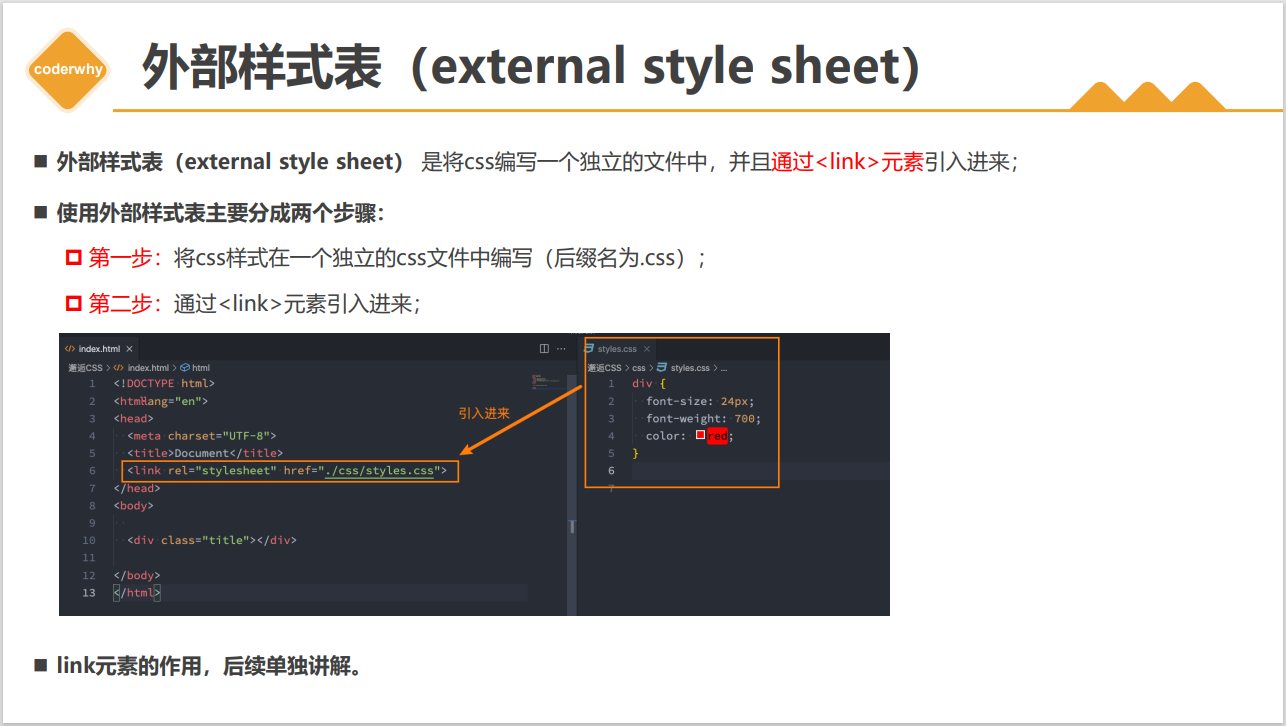 coderwhy
外部样式表（external style sheet）
外部样式表（external style sheet） 是将css编写一个独立的文件中，并且通过<link>元素引入进来；
使用外部样式表主要分成两个步骤：
第一步：将css样式在一个独立的css文件中编写（后缀名为.css）；
第二步：通过<link>元素引入进来；
index.html ×
邂逅CSS > index.html > html
1 <!DOCTYPE html>
2 <htmllang="en">
3 <head>
4 <meta charset="UTF-8">
5 <title>Document</title>
6 <link rel="stylesheet" href="./css/styles.css">
7 </head>
8 <body>
9
10 <div class="title"></div>
11
12 </body>
13 </html>
引入进来
styles.css ×
邂逅CSS > css > styles.css > ...
1 div {
2 font-size: 24px;
3 font-weight: 700;
4 color: red;
5 }
6
7
link元素的作用，后续单独讲解。